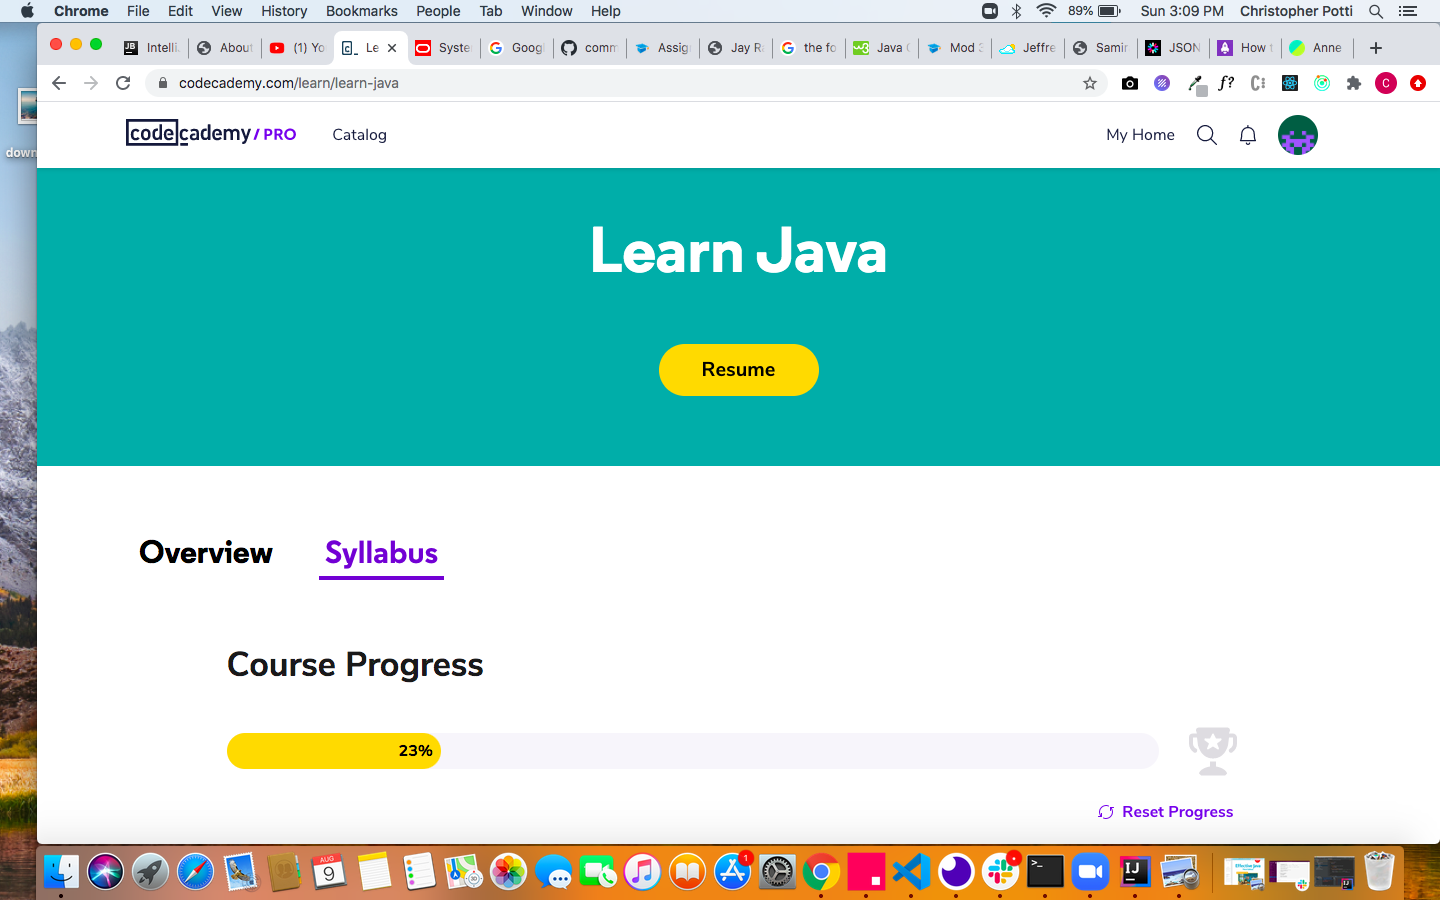 Chrome File Edit View History Bookmarks People Tab Window Help 89% Sun 3:09 PM Christopher Potti
Intelli About (1) Yo Le Syste Goog comm Assig Jay R the fo Java Mod 3 Jeffre Samir JSON How t Anne
codecademy.com/learn/learn-java f? C
codecademy / PRO Catalog My Home
down
Learn Java
Resume
Overview Syllabus
Course Progress
23%
Reset Progress
AUG
9
1